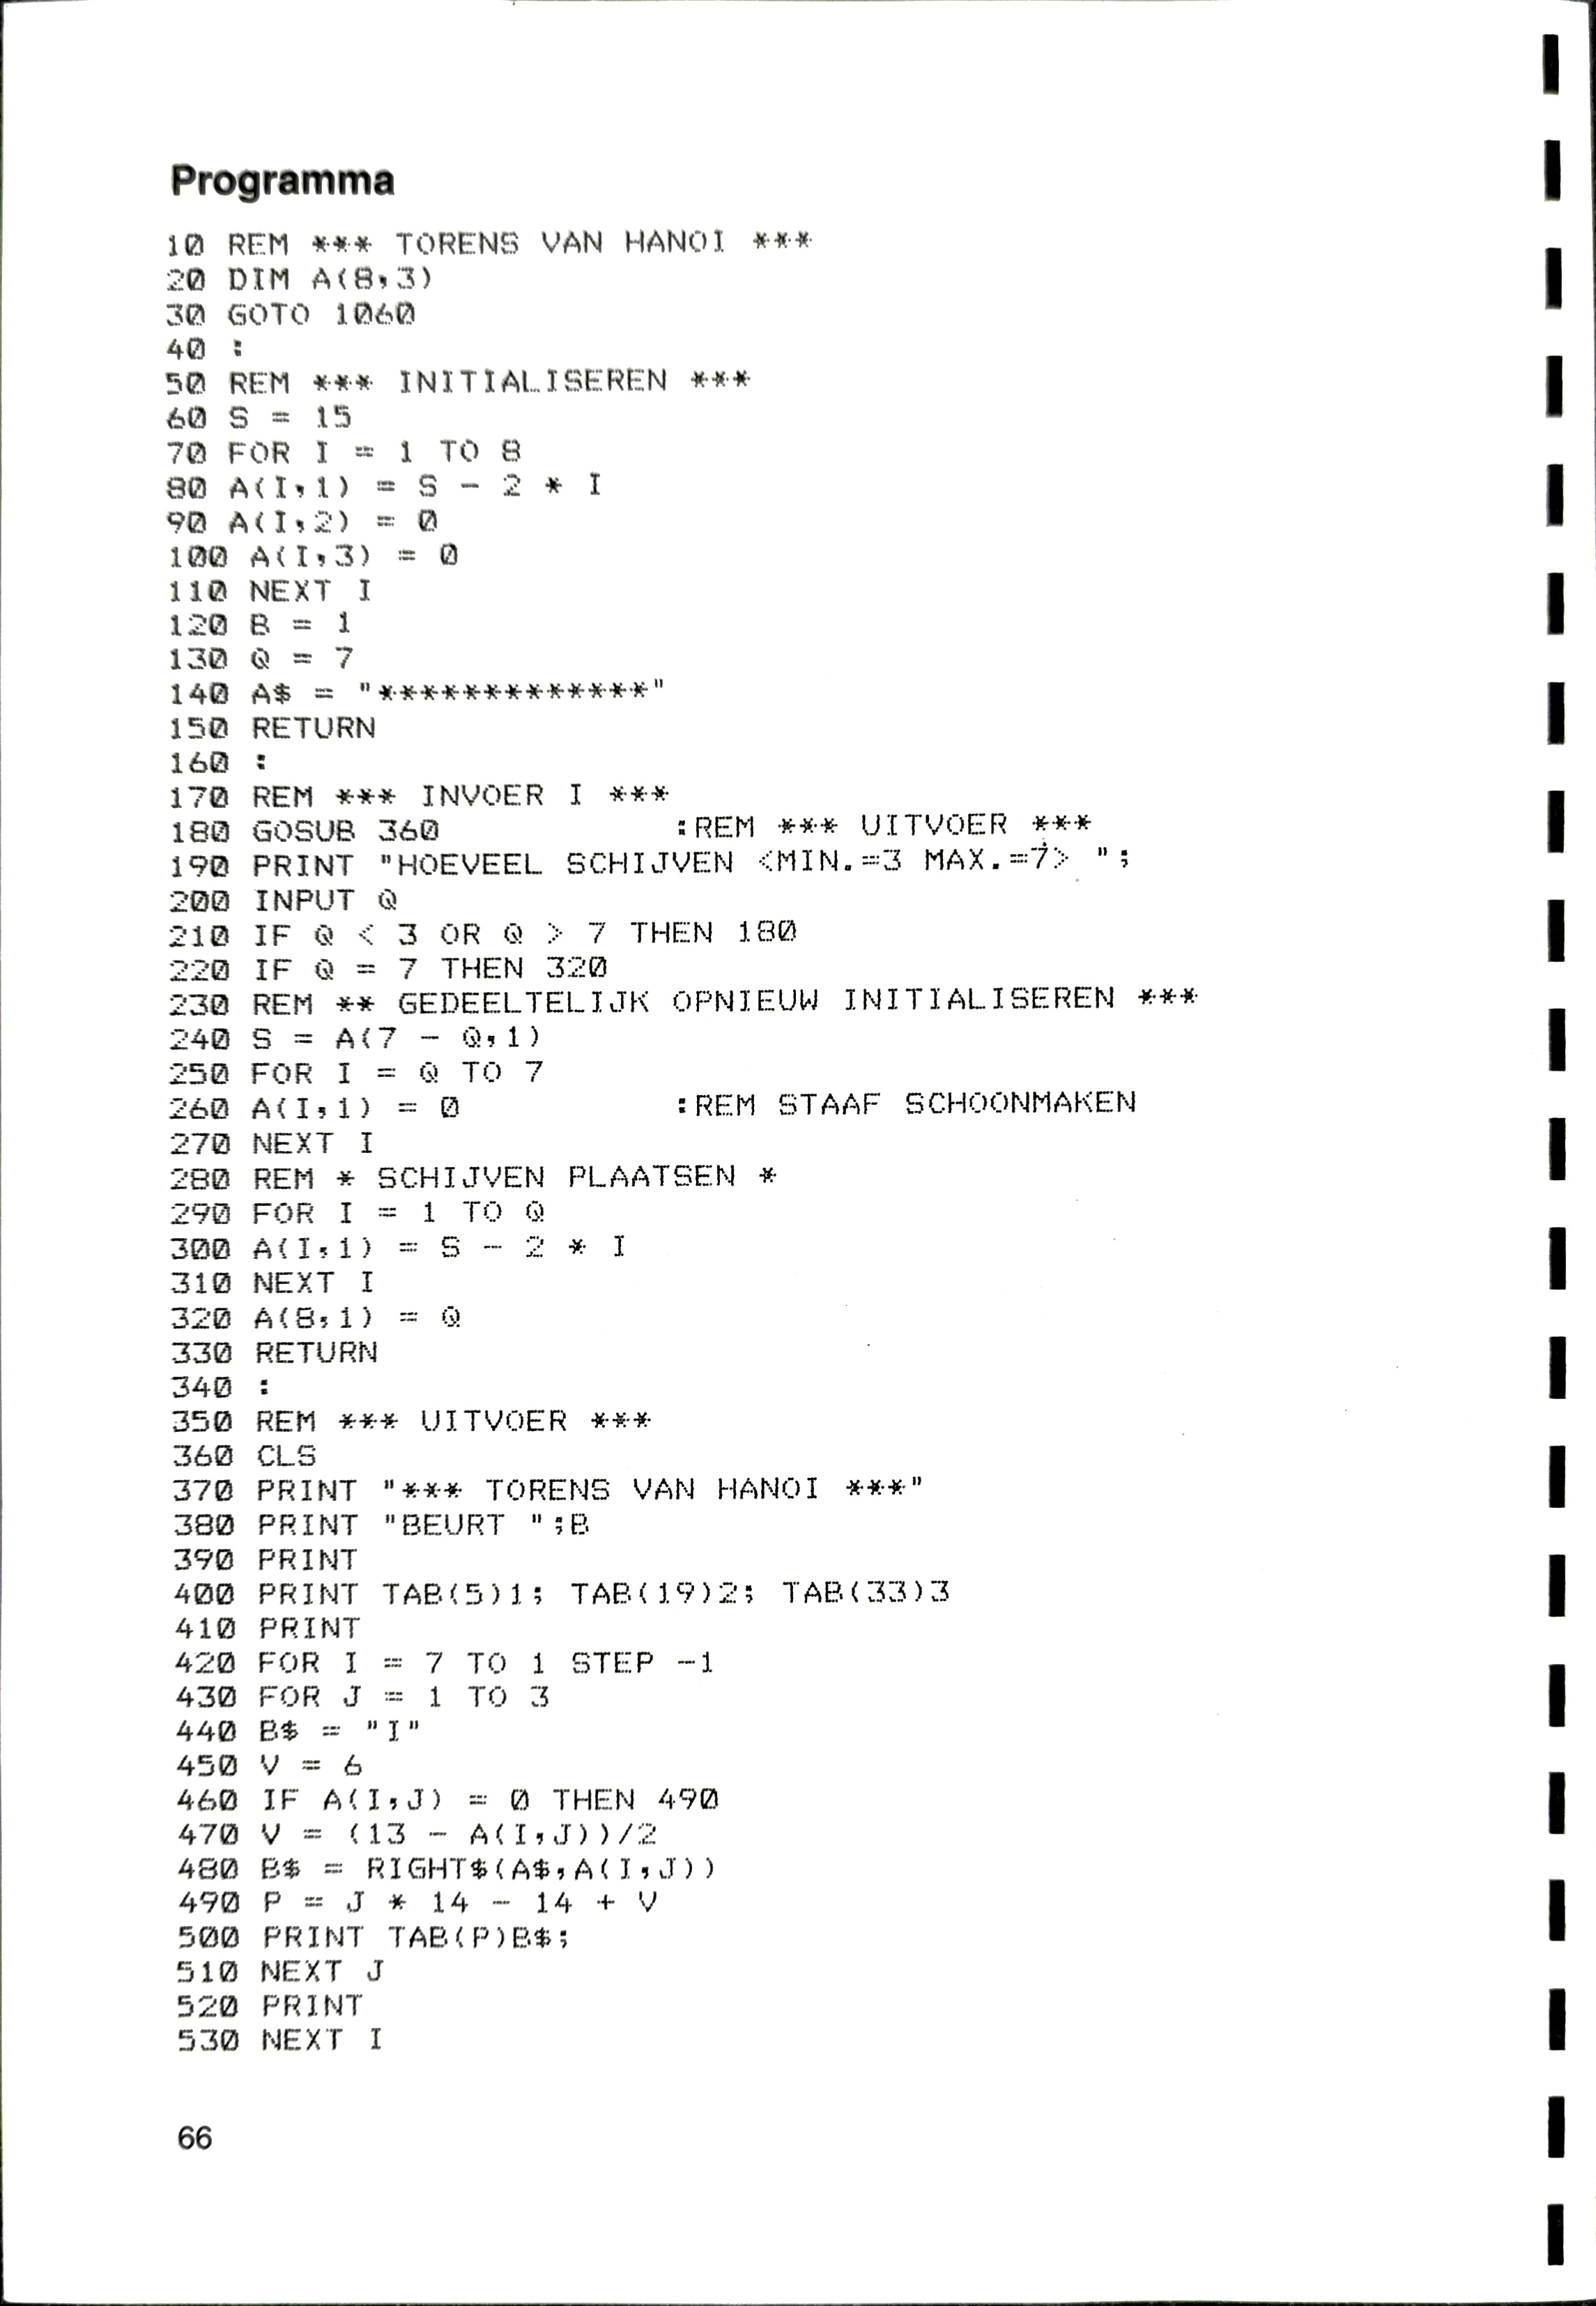 Programma
10 REM *** TORENS VAN HANOI ***
20 DIM A(8,3)
30 GOTO 1060
40 :
50 REM *** INITIALISEREN ***
60 S = 15
70 FOR I = 1 TO 8
80 A(I,1) = S - 2 * I
90 A(I,2) = 0
100 A(I,3) = 0
110 NEXT I
120 B = 1
130 Q = 7
140 A$ = "*************"
150 RETURN
160 :
170 REM *** INVOER I ***
180 GOSUB 360 :REM *** UITVOER ***
190 PRINT "HOEVEEL SCHIJVEN <MIN.=3 MAX.=7> ";
200 INPUT Q
210 IF Q < 3 OR Q > 7 THEN 180
220 IF Q = 7 THEN 320
230 REM ** GEDEELTELIJK OPNIEUW INITIALISEREN ***
240 S = A(7 - Q,1)
250 FOR I = Q TO 7
260 A(I,1) = 0 :REM STAAF SCHOONMAKEN
270 NEXT I
280 REM * SCHIJVEN PLAATSEN *
290 FOR I = 1 TO Q
300 A(I,1) = S - 2 * I
310 NEXT I
320 A(8,1) = Q
330 RETURN
340 :
350 REM *** UITVOER ***
360 CLS
370 PRINT "*** TORENS VAN HANOI ***"
380 PRINT "BEURT ";B
390 PRINT
400 PRINT TAB(5)1; TAB(19)2; TAB(33)3
410 PRINT
420 FOR I = 7 TO 1 STEP -1
430 FOR J = 1 TO 3
440 B$ = "I"
450 V = 6
460 IF A(I,J) = 0 THEN 490
470 V = (13 - A(I,J))/2
480 B$ = RIGHT$(A$,A(I,J))
490 P = J * 14 - 14 + V
500 PRINT TAB(P)B$;
510 NEXT J
520 PRINT
530 NEXT I
66